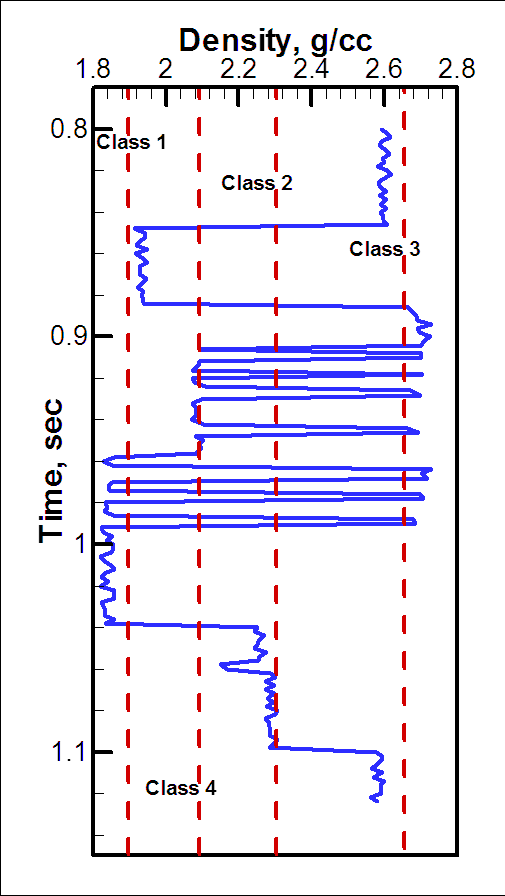 Density, g/cc
1.8 2 2.2 2.4 2.6 2.8
0.8
Class 1
Class 2
Class 3
0.9
Time, sec
1
1.1
Class 4